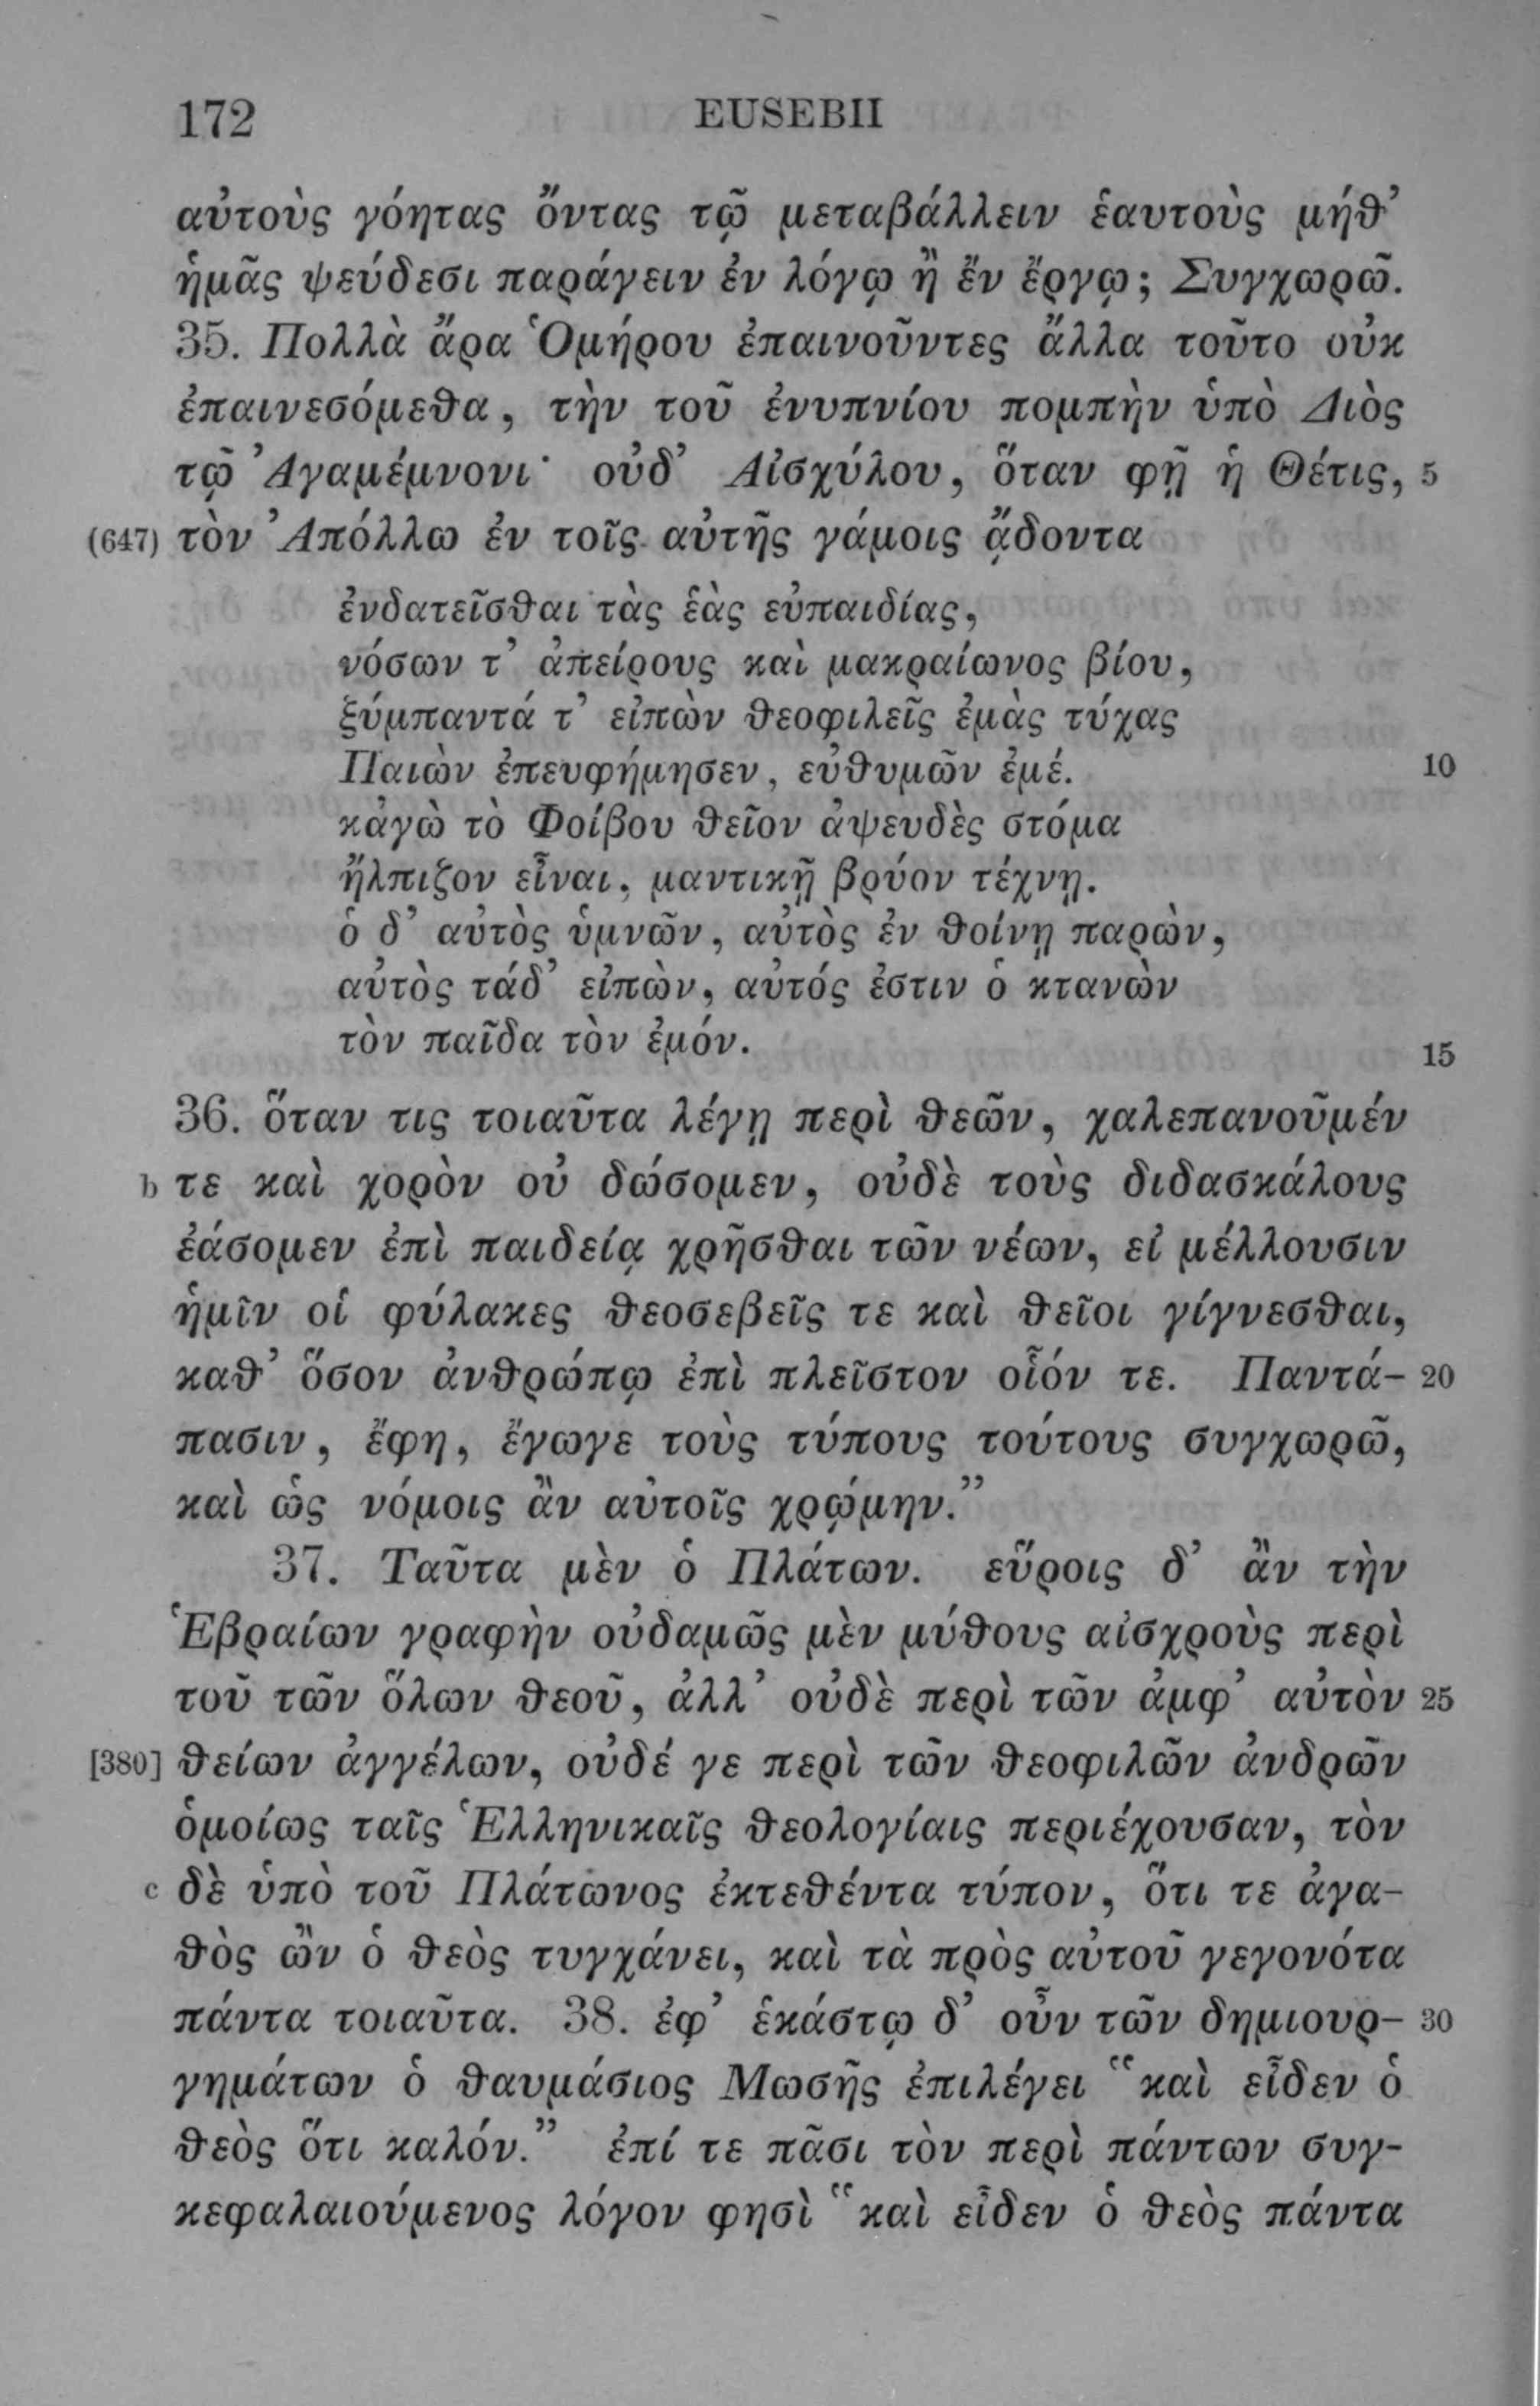 172
EUSEBII
αὐτοὺς γόητας ὄντας τῷ μεταβάλλειν ἑαυτοὺς μήθ’
ἡμᾶς ψεύδεσι παράγειν ἐν λόγῳ ἢ ἔν ἔργῳ; Συγχωρῶ.
35. Πολλὰ ἄρα Ὁμήρου ἐπαινοῦντες ἄλλα τοῦτο οὐκ
ἐπαινεσόμεθα, τὴν τοῦ ἐνυπνίου πομπὴν ὑπὸ Διὸς
τῷ Ἀγαμέμνονι· οὐδ’ Αἰσχύλου, ὅταν φῇ ἡ Θέτις, 5
(647) τὸν Ἀπόλλω ἐν τοῖς αὐτῆς γάμοις ᾄδοντα
ἐνδατεῖσθαι τὰς ἑὰς εὐπαιδίας,
νόσων τ’ ἀπείρους καὶ μακραίωνος βίου,
ξύμπαντά τ’ εἰπὼν θεοφιλεῖς ἐμὰς τύχας
Παιὼν ἐπευφήμησεν, εὐθυμῶν ἐμέ. 10
κἀγὼ τὸ Φοίβου θεῖον ἀψευδὲς στόμα
ἤλπιζον εἶναι, μαντικῇ βρύον τέχνῃ.
ὁ δ’ αὐτὸς ὑμνῶν, αὐτὸς ἐν θοίνῃ παρὼν,
αὐτὸς τάδ’ εἰπὼν, αὐτός ἐστιν ὁ κτανὼν
τὸν παῖδα τὸν ἐμόν. 15
36. ὅταν τις τοιαῦτα λέγῃ περὶ θεῶν, χαλεπανοῦμέν
b τε καὶ χορὸν οὐ δώσομεν, οὐδὲ τοὺς διδασκάλους
ἐάσομεν ἐπὶ παιδείᾳ χρῆσθαι τῶν νέων, εἰ μέλλουσιν
ἡμῖν οἱ φύλακες θεοσεβεῖς τε καὶ θεῖοι γίγνεσθαι,
καθ’ ὅσον ἀνθρώπῳ ἐπὶ πλεῖστον οἷόν τε. Παντά- 20
πασιν, ἔφη, ἔγωγε τοὺς τύπους τούτους συγχωρῶ,
καὶ ὡς νόμοις ἂν αὐτοῖς χρῴμην.”
37. Ταῦτα μὲν ὁ Πλάτων. εὕροις δ’ ἂν τὴν
Ἑβραίων γραφὴν οὐδαμῶς μὲν μύθους αἰσχροὺς περὶ
τοῦ τῶν ὅλων θεοῦ, ἀλλ’ οὐδὲ περὶ τῶν ἀμφ’ αὐτὸν 25
[380] θείων ἀγγέλων, οὐδέ γε περὶ τῶν θεοφιλῶν ἀνδρῶν
ὁμοίως ταῖς Ἑλληνικαῖς θεολογίαις περιέχουσαν, τὸν
c δὲ ὑπὸ τοῦ Πλάτωνος ἐκτεθέντα τύπον, ὅτι τε ἀγα-
θὸς ὢν ὁ θεὸς τυγχάνει, καὶ τὰ πρὸς αὐτοῦ γεγονότα
πάντα τοιαῦτα. 38. ἐφ’ ἑκάστῳ δ’ οὖν τῶν δημιουρ- 30
γημάτων ὁ θαυμάσιος Μωσῆς ἐπιλέγει “καὶ εἶδεν ὁ
θεὸς ὅτι καλόν.” ἐπί τε πᾶσι τὸν περὶ πάντων συγ-
κεφαλαιούμενος λόγον φησὶ “καὶ εἶδεν ὁ θεὸς πάντα